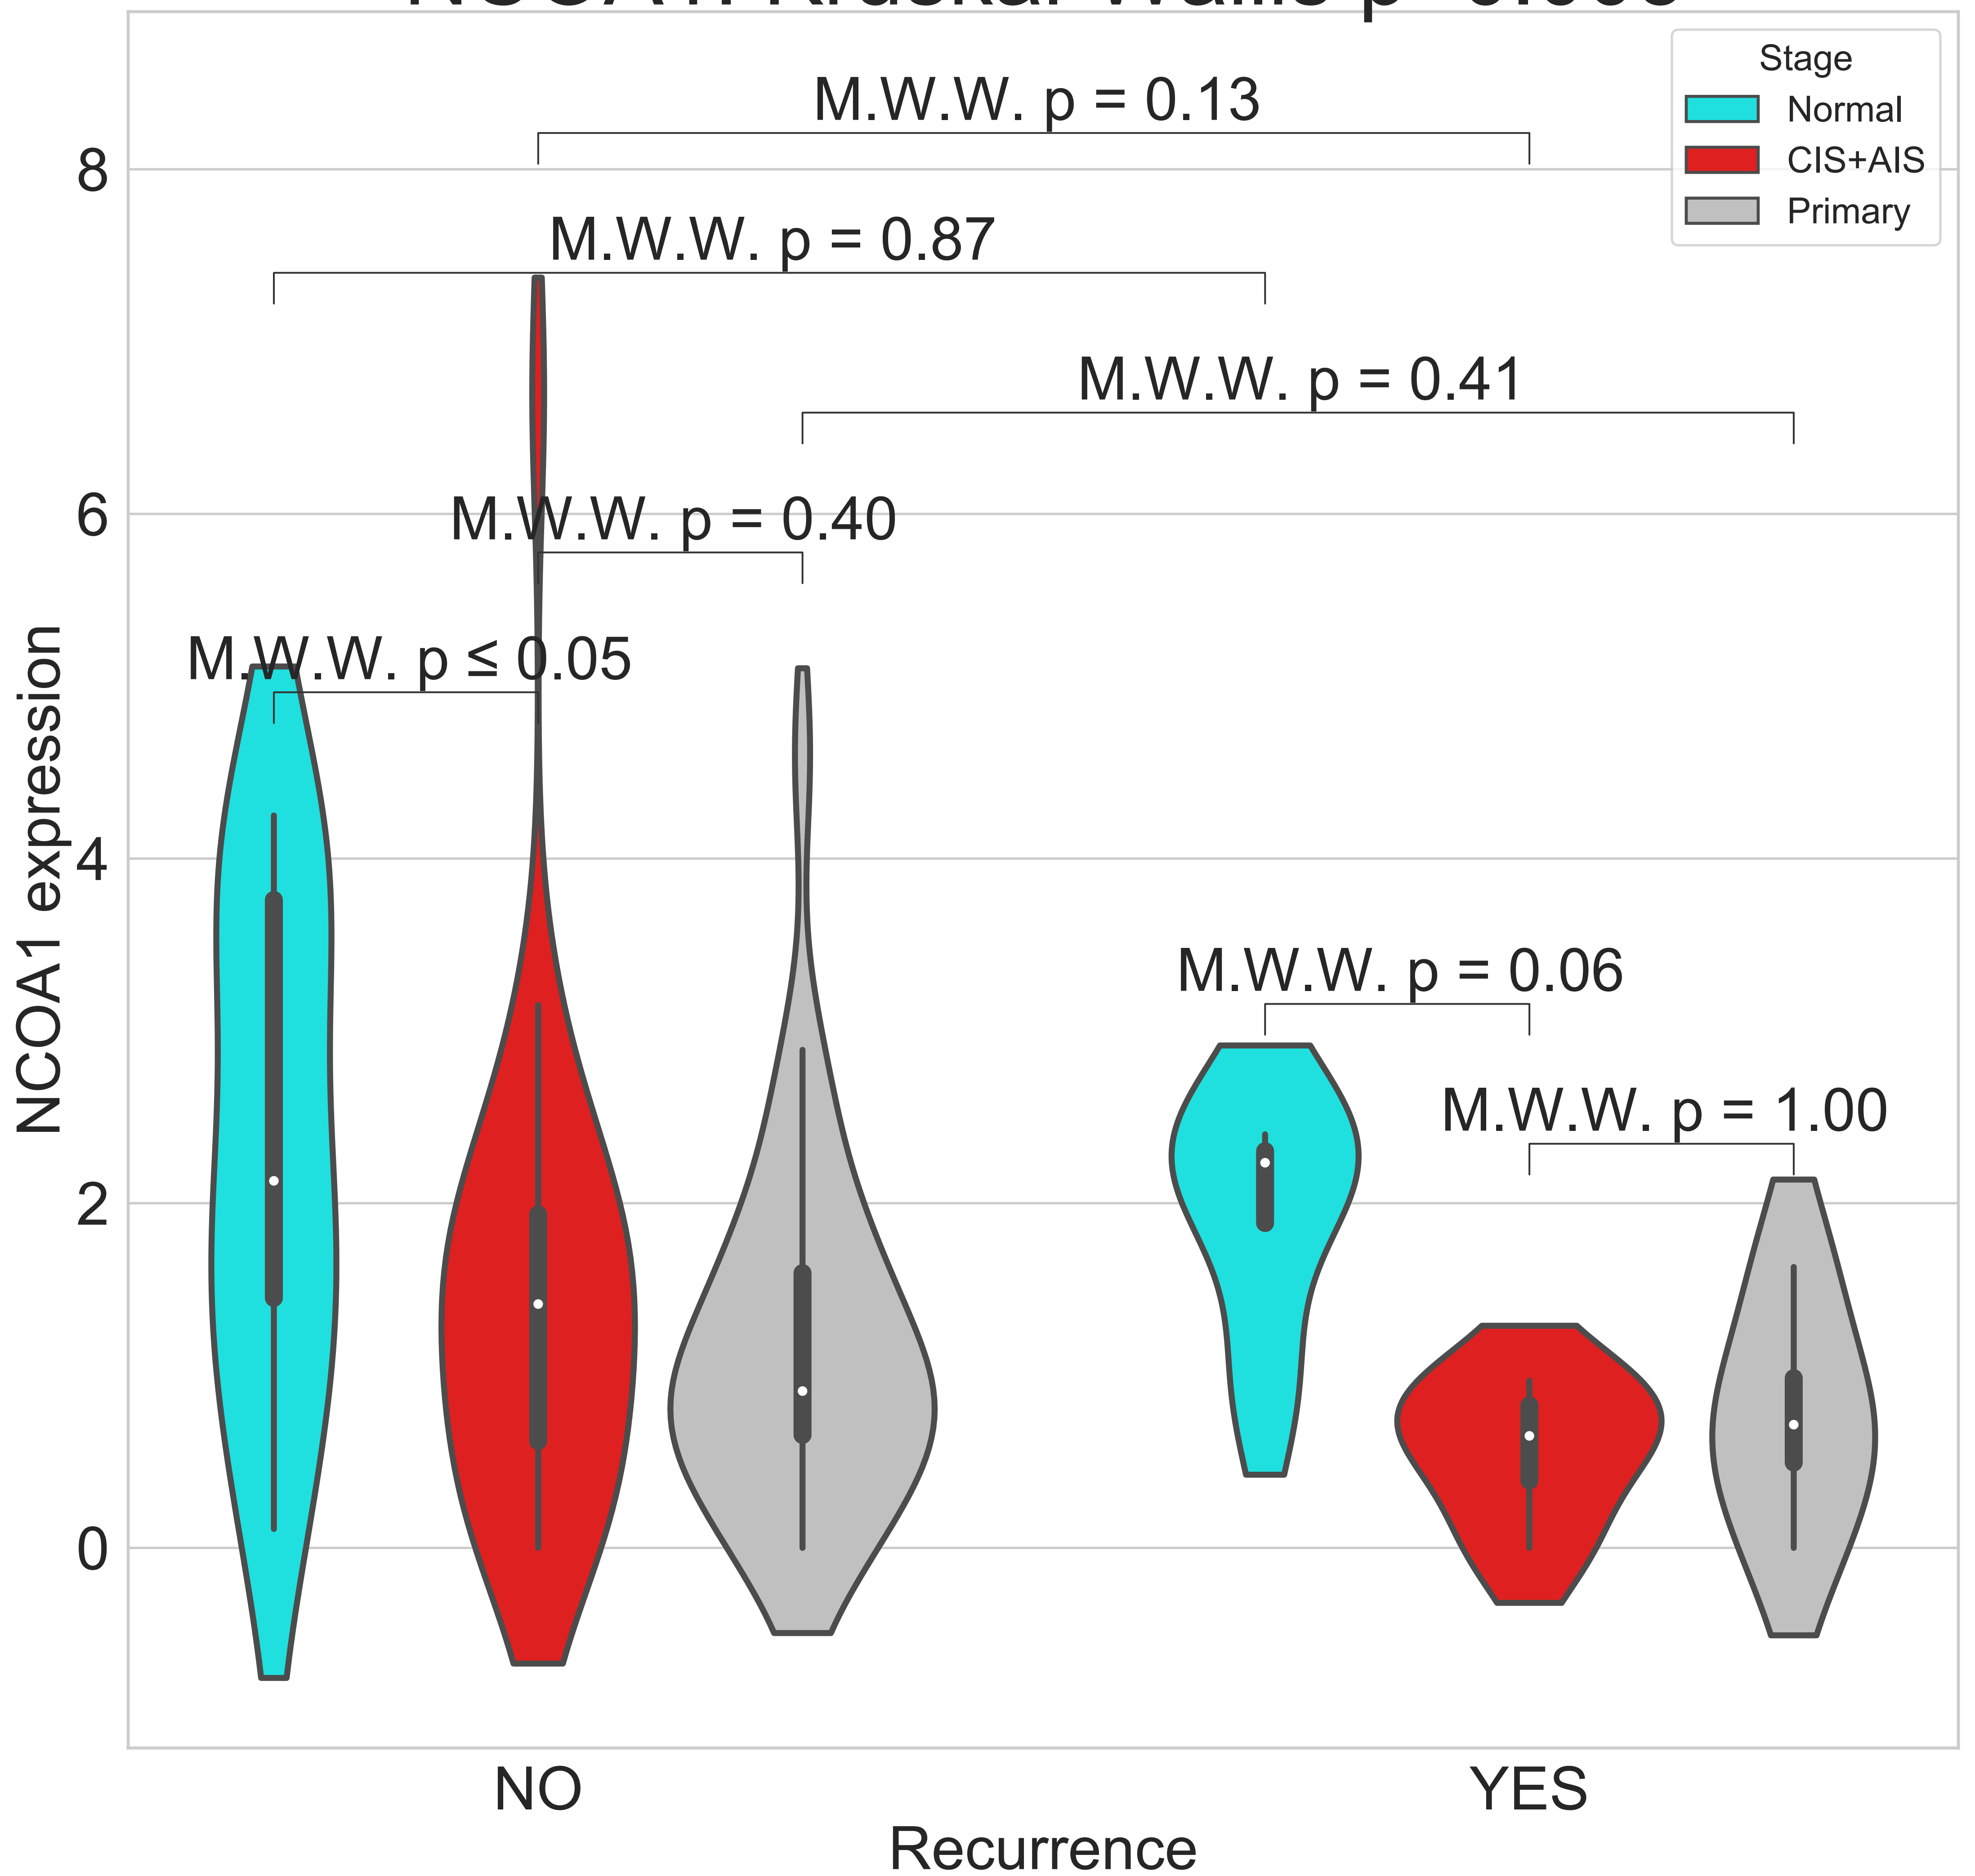 Stage
Normal
CIS+AIS
Primary
M.W.W. p = 0.13
M.W.W. p = 0.87
M.W.W. p = 0.41
M.W.W. p = 0.40
M.W.W. p ≤ 0.05
M.W.W. p = 0.06
M.W.W. p = 1.00
8
6
4
2
0
NCOA1 expression
NO
YES
Recurrence